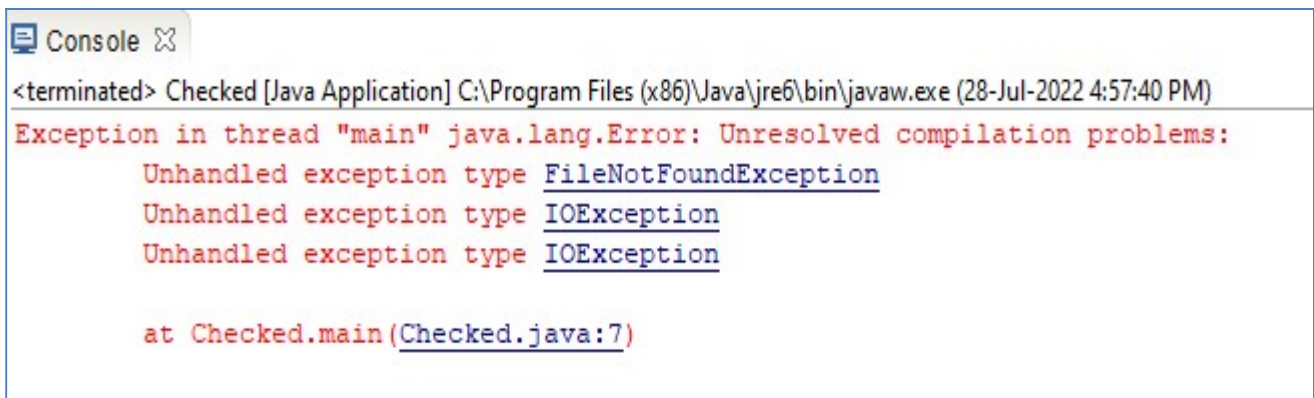 Console
<terminated> Checked [Java Application] C:\Program Files (x86)\Java\jre6\bin\javaw.exe (28-Jul-2022 4:57:40 PM)
Exception in thread "main" java.lang.Error: Unresolved compilation problems:
Unhandled exception type FileNotFoundException
Unhandled exception type IOException
Unhandled exception type IOException
at Checked.main(Checked.java:7)